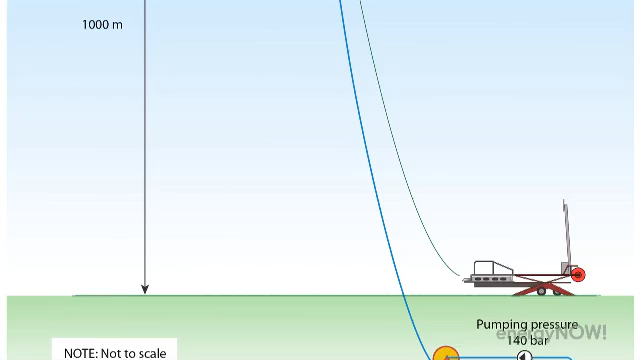 1000 m
Pumping pressure
energyNOW!
140 bar
NOTE: Not to scale